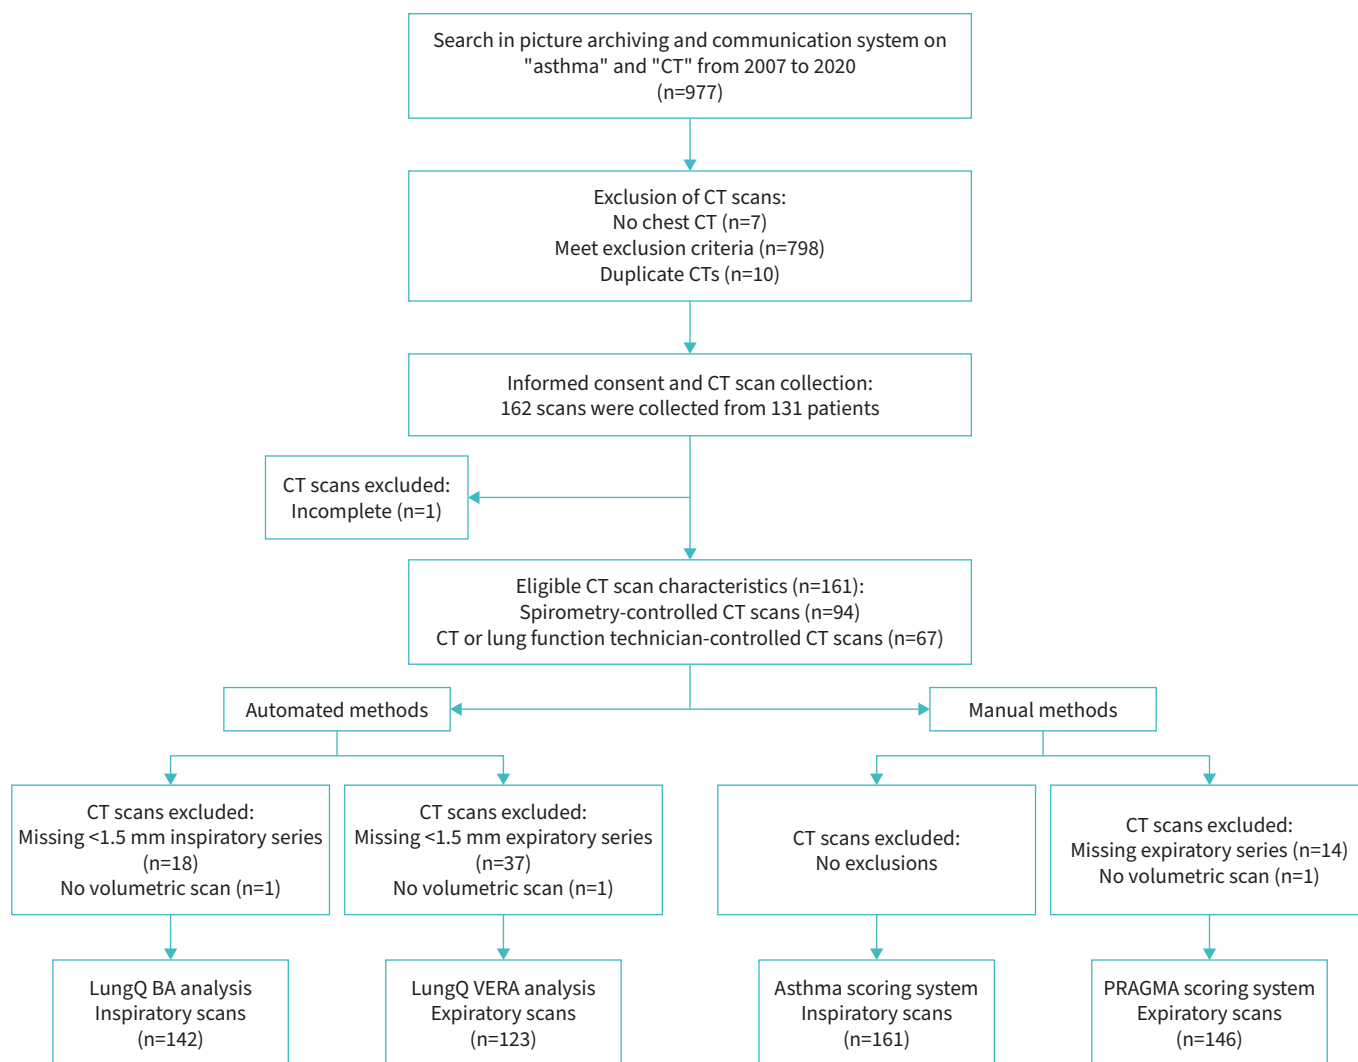 Search in picture archiving and communication system on
"asthma" and "CT" from 2007 to 2020
(n=977)
Exclusion of CT scans:
No chest CT (n=7)
Meet exclusion criteria (n=798)
Duplicate CTs (n=10)
Informed consent and CT scan collection:
162 scans were collected from 131 patients
CT scans excluded:
Incomplete (n=1)
Eligible CT scan characteristics (n=161):
Spirometry-controlled CT scans (n=94)
CT or lung function technician-controlled CT scans (n=67)
Automated methods
Manual methods
CT scans excluded:
Missing <1.5 mm inspiratory series
(n=18)
No volumetric scan (n=1)
CT scans excluded:
Missing <1.5 mm expiratory series
(n=37)
No volumetric scan (n=1)
CT scans excluded:
No exclusions
CT scans excluded:
Missing expiratory series (n=14)
No volumetric scan (n=1)
LungQ BA analysis
Inspiratory scans
(n=142)
LungQ VERA analysis
Expiratory scans
(n=123)
Asthma scoring system
Inspiratory scans
(n=161)
PRAGMA scoring system
Expiratory scans
(n=146)